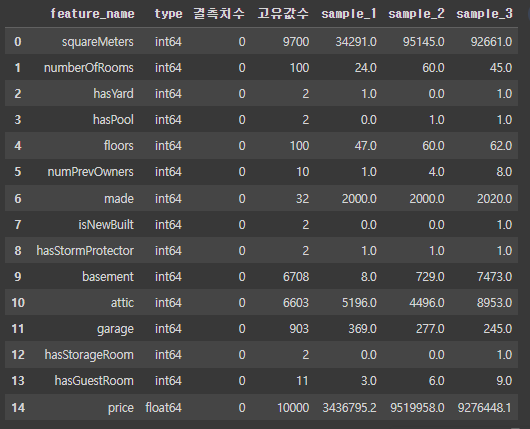 feature_name type 결측치수 고유값수 sample_1 sample_2 sample_3
0 squareMeters int64 0 9700 34291.0 95145.0 92661.0
1 numberOfRooms int64 0 100 24.0 60.0 45.0
2 hasYard int64 0 2 1.0 0.0 1.0
3 hasPool int64 0 2 0.0 1.0 1.0
4 floors int64 0 100 47.0 60.0 62.0
5 numPrevOwners int64 0 10 1.0 4.0 8.0
6 made int64 0 32 2000.0 2000.0 2020.0
7 isNewBuilt int64 0 2 0.0 0.0 1.0
8 hasStormProtector int64 0 2 1.0 1.0 1.0
9 basement int64 0 6708 8.0 729.0 7473.0
10 attic int64 0 6603 5196.0 4496.0 8953.0
11 garage int64 0 903 369.0 277.0 245.0
12 hasStorageRoom int64 0 2 0.0 0.0 1.0
13 hasGuestRoom int64 0 11 3.0 6.0 9.0
14 price float64 0 10000 3436795.2 9519958.0 9276448.1